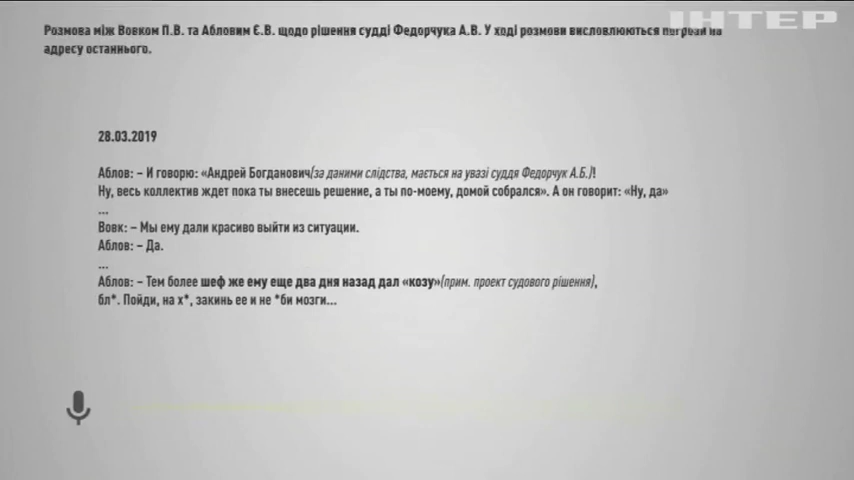 ІНТЕР
Розмова між Вовком П.В. та Абловим Є.В. щодо рішення судді Федорчука А.В. У ході розмови висловлюються погрози на
адресу останнього.
28.03.2019
Аблов: – И говорю: «Андрей Богданович(за даними слідства, мається на увазі суддя Федорчук А.Б.)!
Ну, весь коллектив ждет пока ты внесешь решение, а ты по-моему, домой собрался». А он говорит: «Ну, да»
...
Вовк: – Мы ему дали красиво выйти из ситуации.
Аблов: – Да.
...
Аблов: – Тем более шеф же ему еще два дня назад дал «козу»(прим. проект судового рішення),
бл*. Пойди, на х*, закинь ее и не *би мозги...